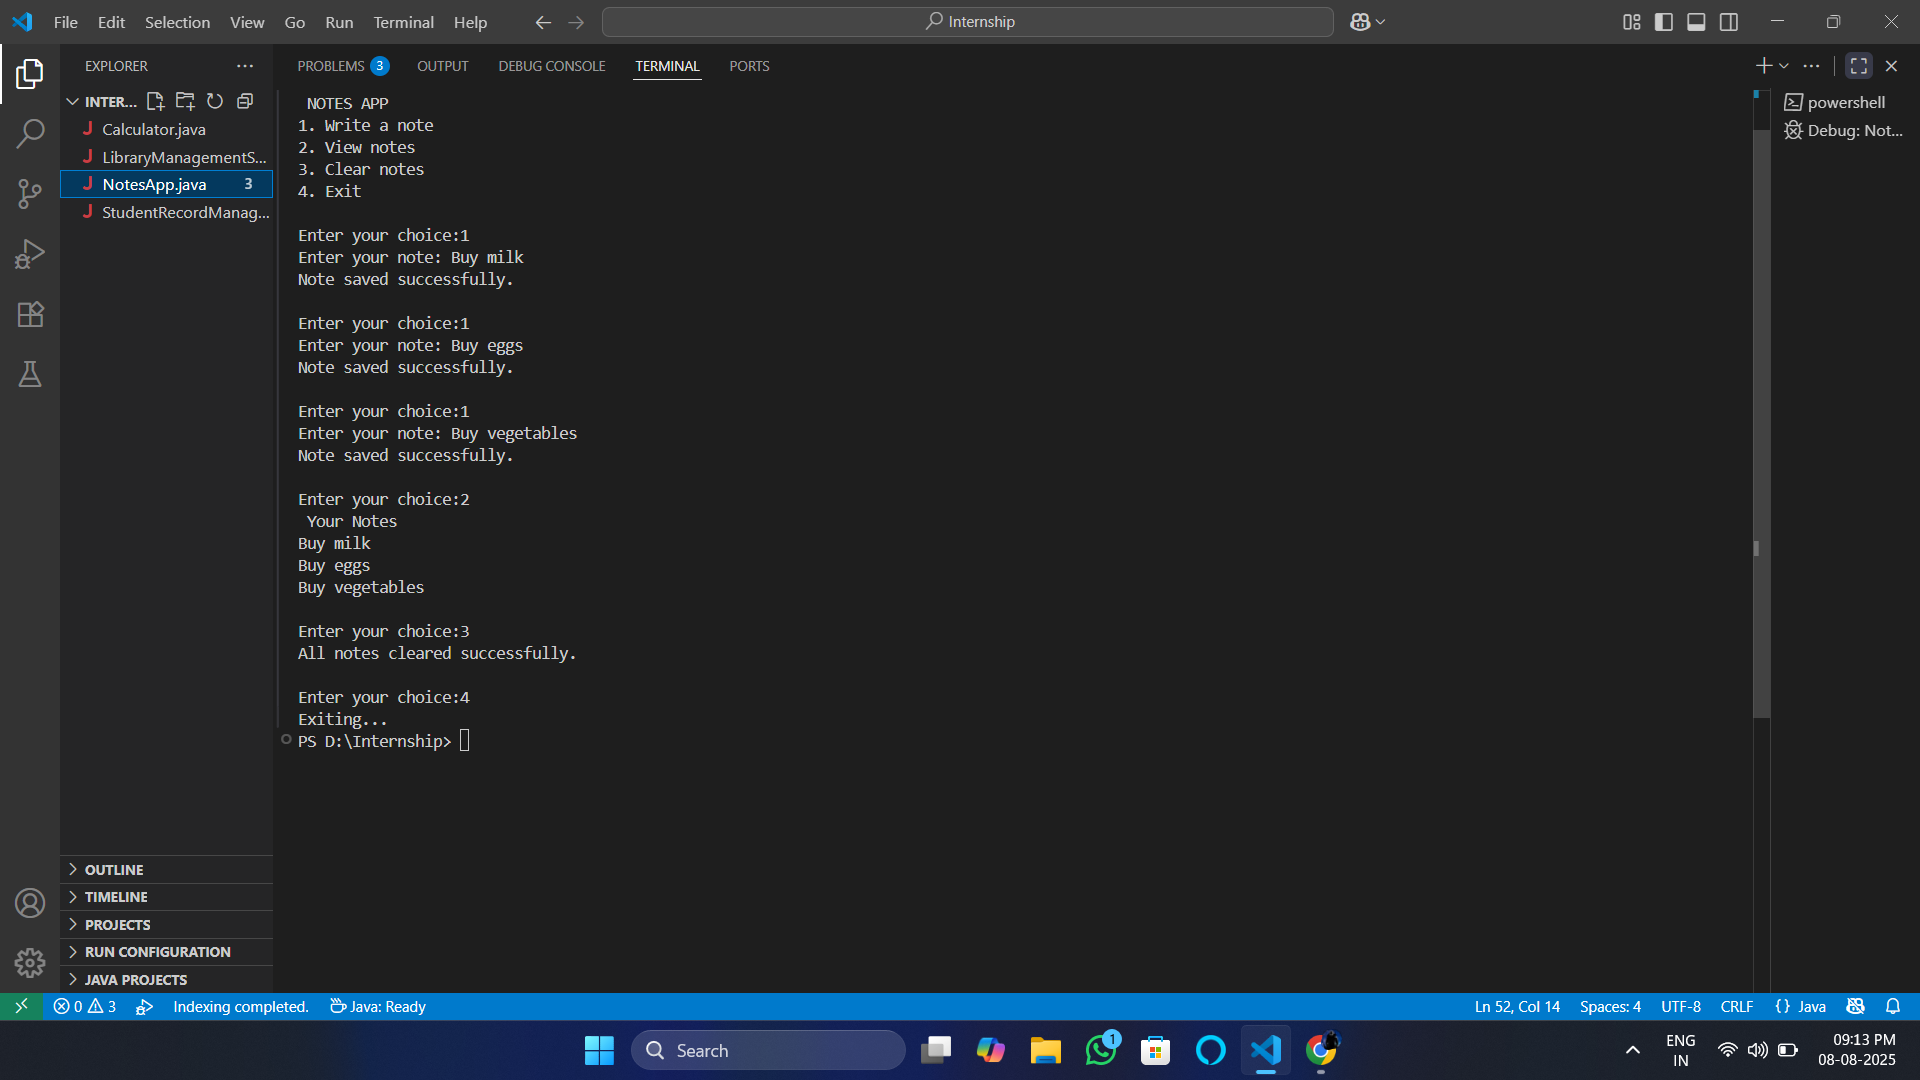 File Edit Selection View Go Run Terminal Help
Internship
EXPLORER
INTER...
Calculator.java
LibraryManagementS...
NotesApp.java 3
StudentRecordManag...
OUTLINE
TIMELINE
PROJECTS
RUN CONFIGURATION
JAVA PROJECTS
PROBLEMS 3 OUTPUT DEBUG CONSOLE TERMINAL PORTS
NOTES APP
1. Write a note
2. View notes
3. Clear notes
4. Exit
Enter your choice:1
Enter your note: Buy milk
Note saved successfully.
Enter your choice:1
Enter your note: Buy eggs
Note saved successfully.
Enter your choice:1
Enter your note: Buy vegetables
Note saved successfully.
Enter your choice:2
Your Notes
Buy milk
Buy eggs
Buy vegetables
Enter your choice:3
All notes cleared successfully.
Enter your choice:4
Exiting...
PS D:\Internship>
powershell
Debug: Not...
0 3 Indexing completed. Java: Ready
Ln 52, Col 14 Spaces: 4 UTF-8 CRLF {} Java
Search
1
ENG
IN
09:13 PM
08-08-2025